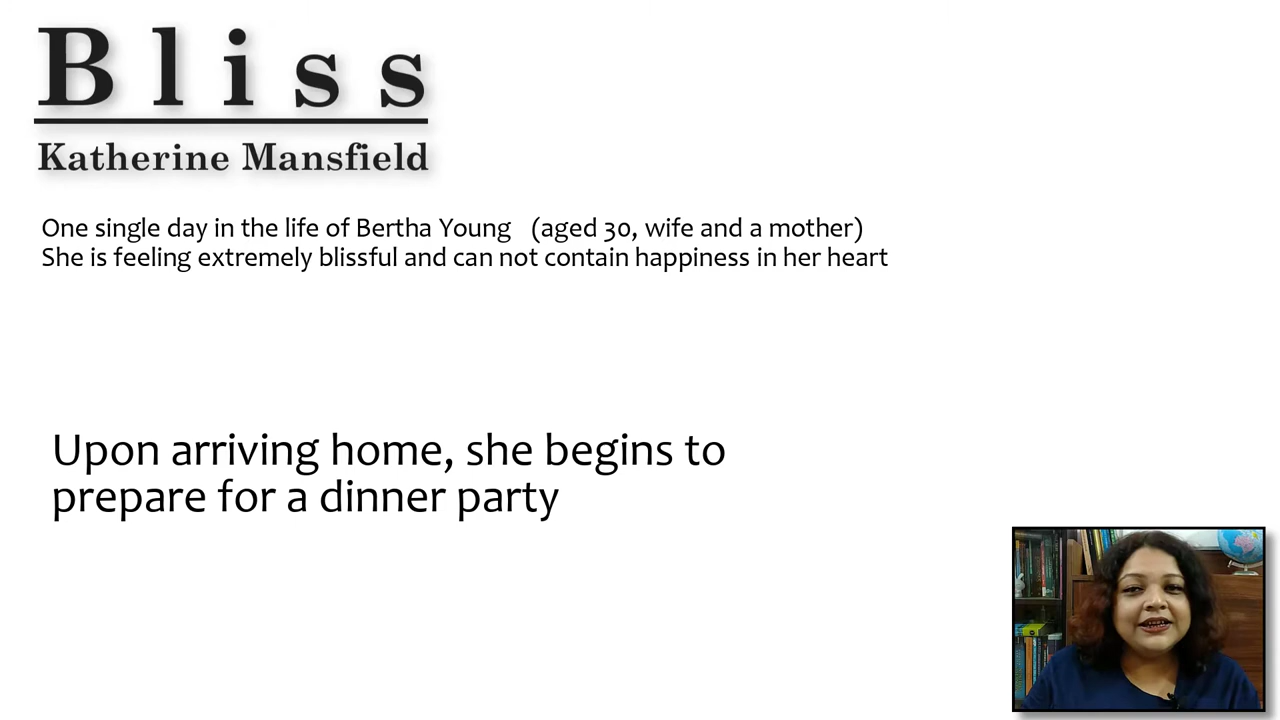 Bliss
Katherine Mansfield
One single day in the life of Bertha Young (aged 30, wife and a mother)
She is feeling extremely blissful and can not contain happiness in her heart
Upon arriving home, she begins to
prepare for a dinner party